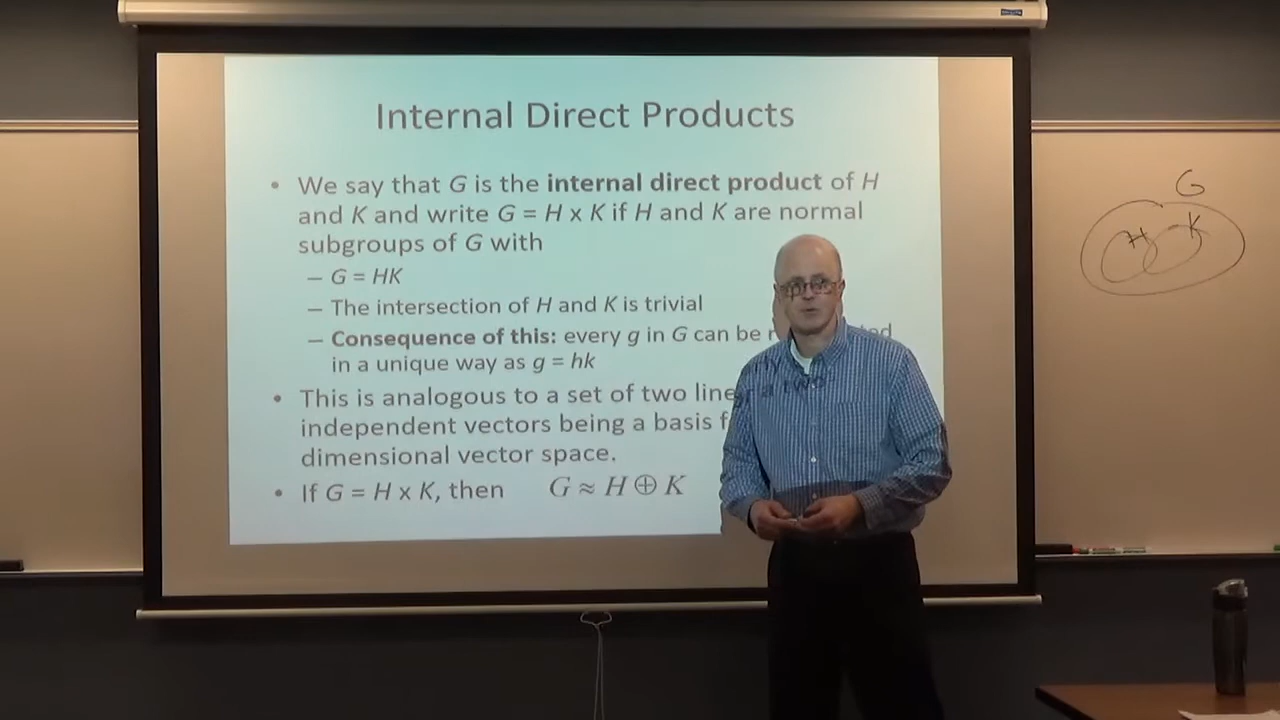 Internal Direct Products
• We say that G is the internal direct product of H
and K and write G = H x K if H and K are normal
subgroups of G with
– G = HK
– The intersection of H and K is trivial
– Consequence of this: every g in G can be
in a unique way as g = hk
• This is analogous to a set of two
independent vectors being a basis
dimensional vector space.
• If G = H x K, then G ≈ H ⊕ K
G
H K